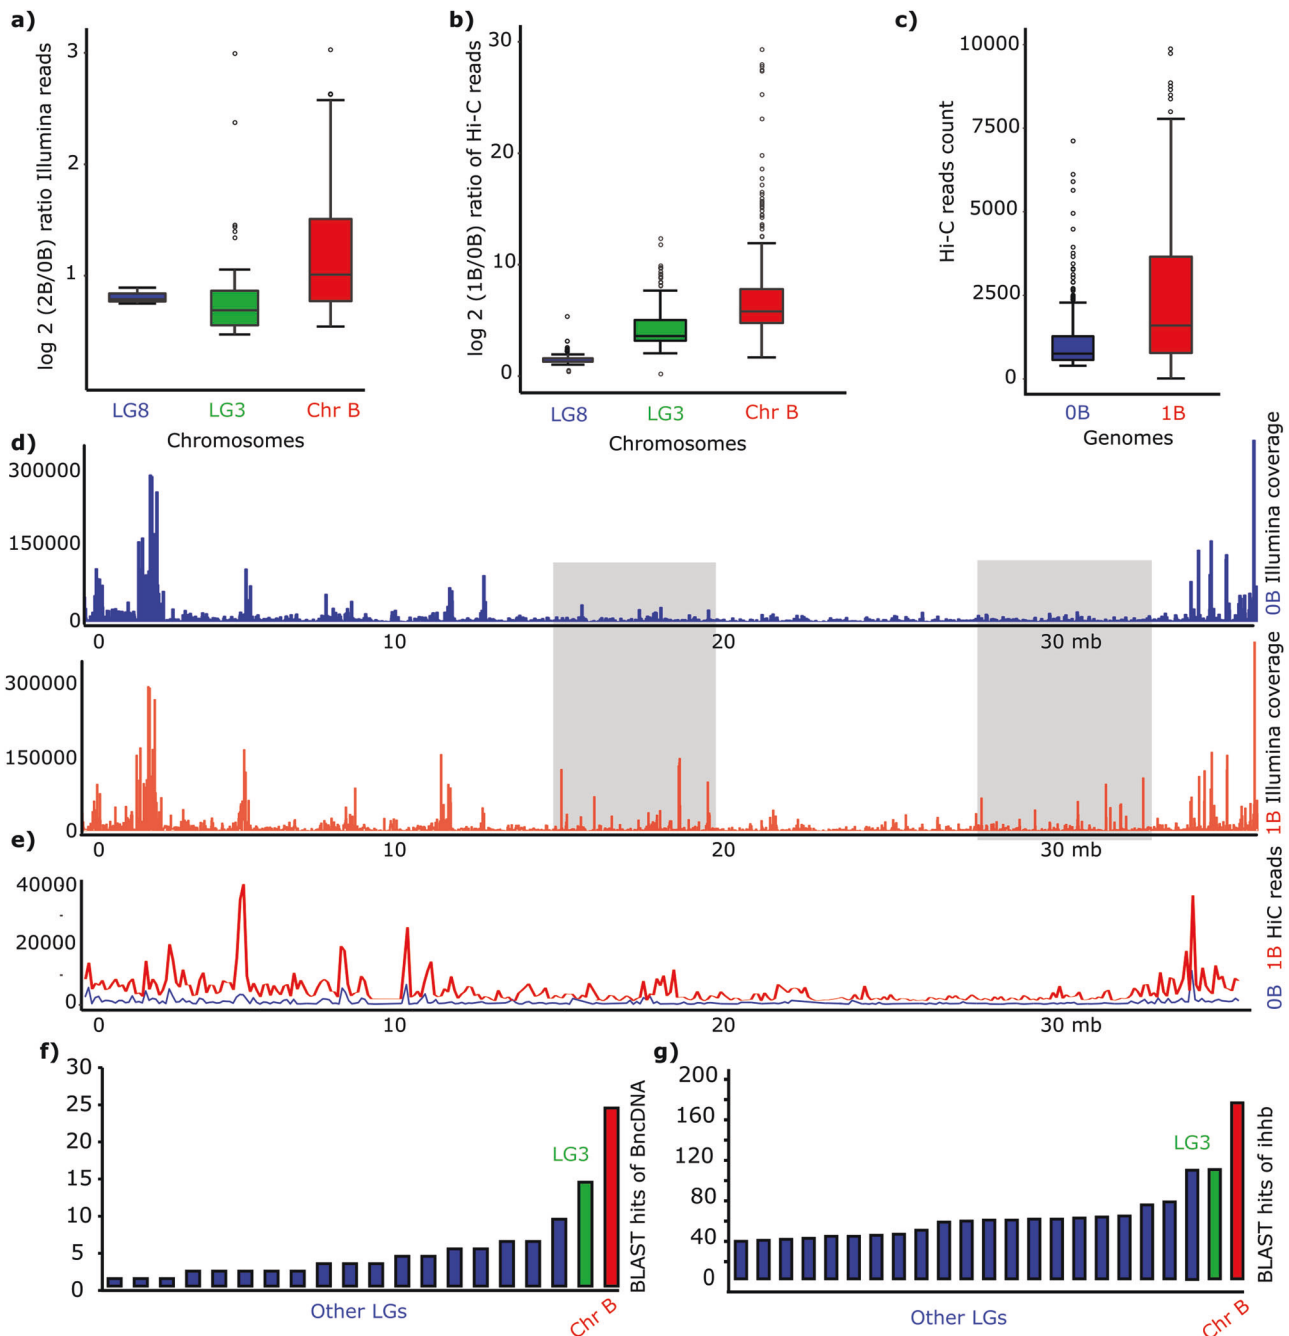 a)
log 2 (2B/0B) ratio Illumina reads
3
2
1
LG8
LG3
Chr B
Chromosomes
b)
log 2 (1B/0B) ratio of Hi-C reads
30
20
10
0
LG8
LG3
Chr B
Chromosomes
c)
Hi-C reads count
10000
7500
5000
2500
0
0B
1B
Genomes
d)
300000
150000
0
0
10
20
30 mb
0B Illumina coverage
300000
150000
0
0
10
20
30 mb
1B Illumina coverage
e)
40000
20000
0
0
10
20
30 mb
0B 1B HiC reads
f)
30
25
20
15
10
5
0
LG3
Other LGs
Chr B
BLAST hits of BncDNA
g)
200
160
120
80
40
0
LG3
Other LGs
Chr B
BLAST hits of ihhb